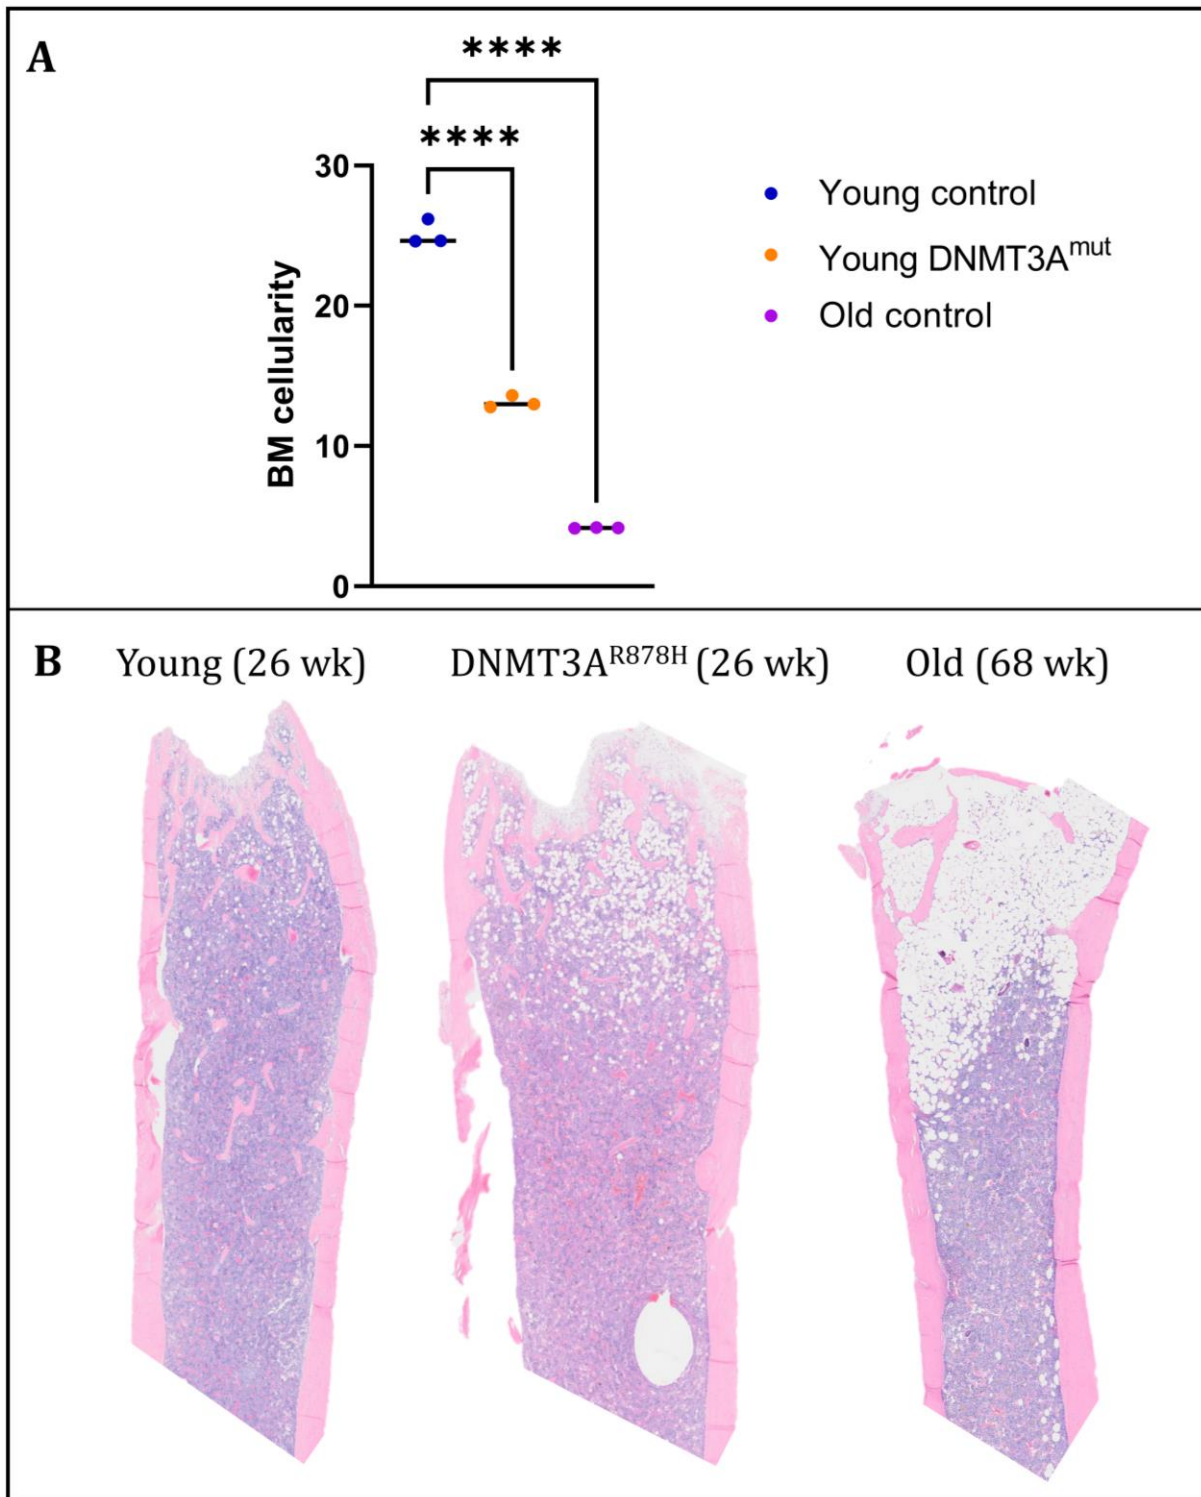 A
****
****
30
20
10
0
BM cellularity
Young control
Young DNMT3A^mut
Old control
B
Young (26 wk)
DNMT3A^R878H (26 wk)
Old (68 wk)